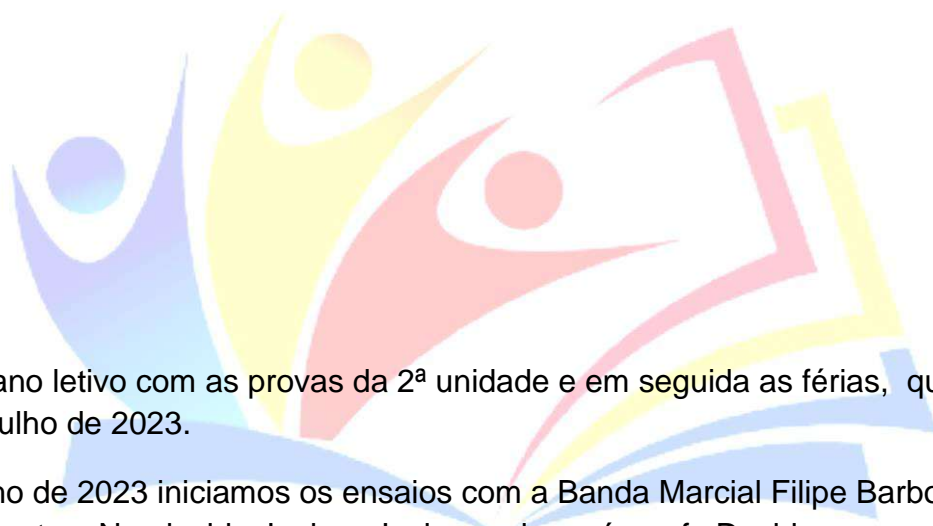 ano letivo com as provas da 2ª unidade e em seguida as férias, qu
ulho de 2023.
no de 2023 iniciamos os ensaios com a Banda Marcial Filipe Barbo